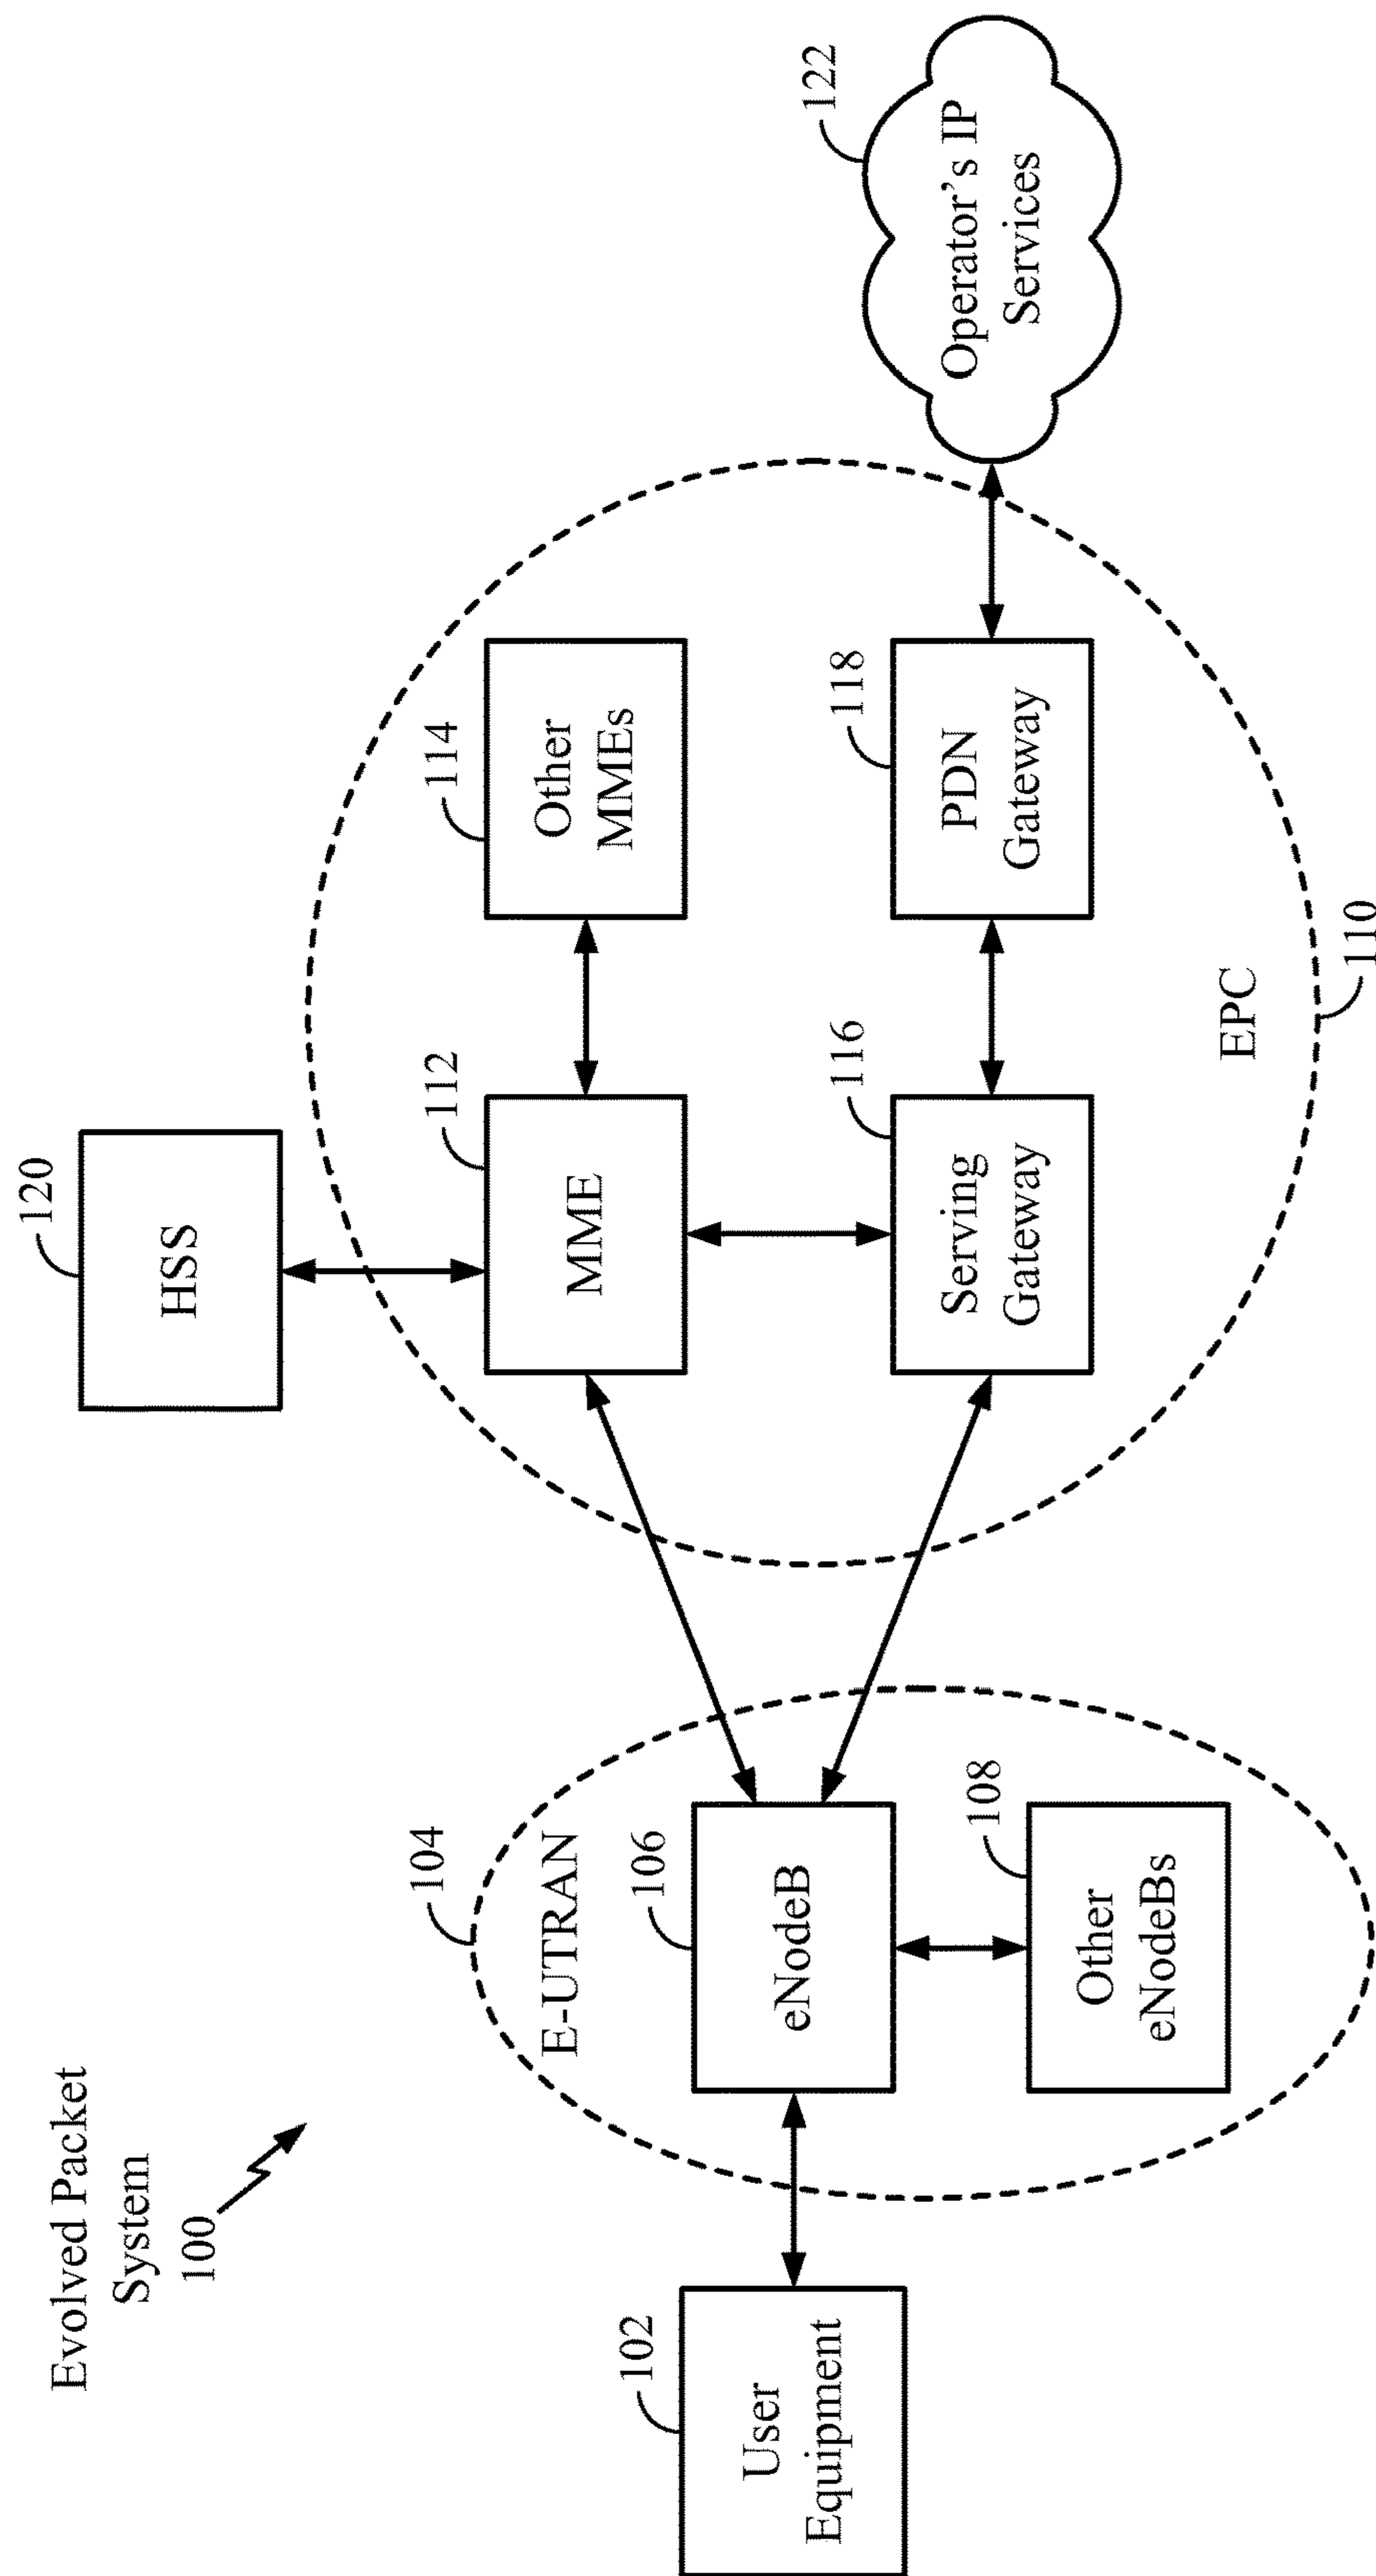 Evolved Packet
System
100
120
HSS
104
E-UTRAN
112
MME
114
Other
MMEs
102
User
Equipment
106
eNodeB
116
Serving
Gateway
118
PDN
Gateway
122
Operator's IP
Services
108
Other
eNodeBs
EPC
110